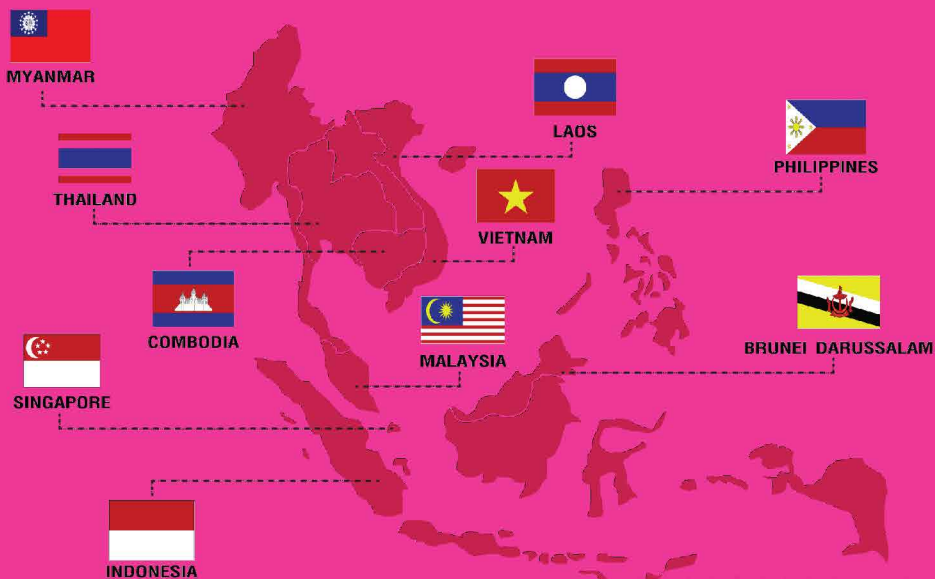 MYANMAR
LAOS
PHILIPPINES
THAILAND
VIETNAM
COMBODIA
MALAYSIA
BRUNEI DARUSSALAM
SINGAPORE
INDONESIA